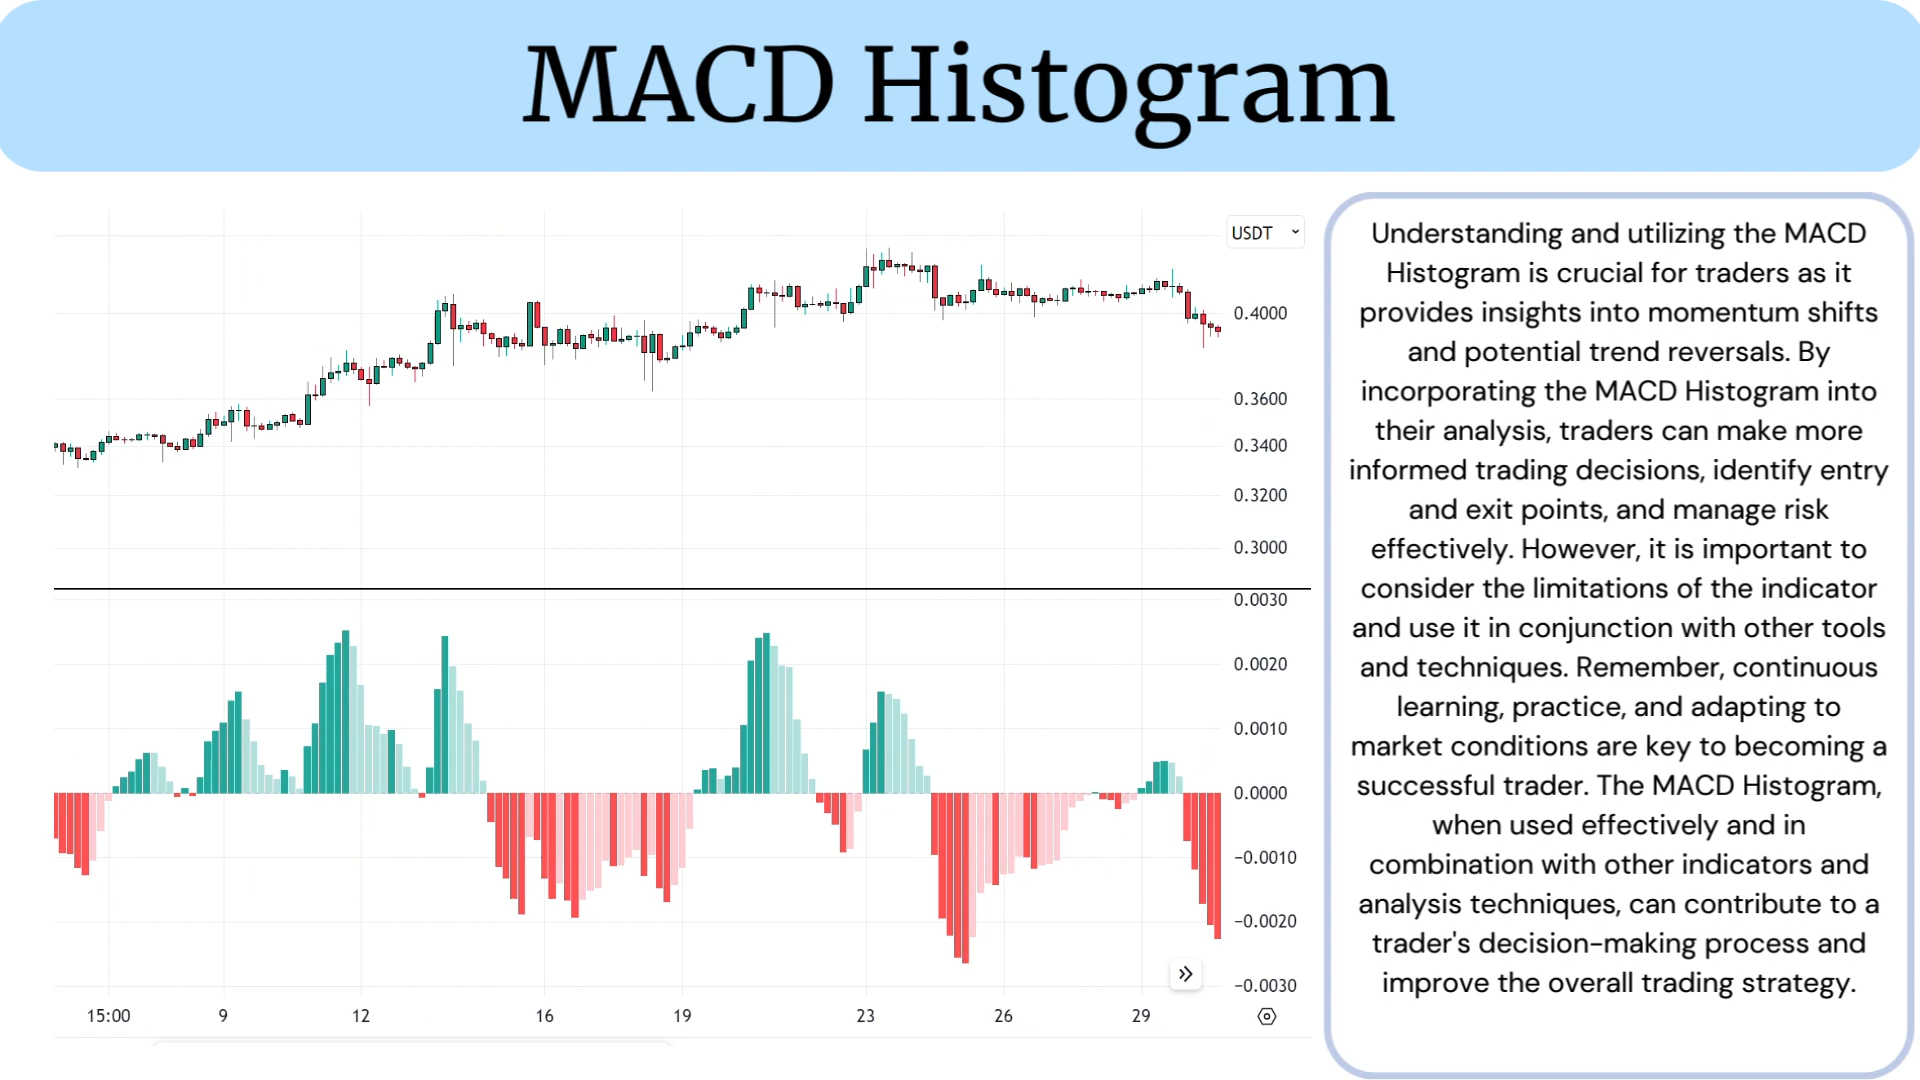 MACD Histogram
USDT
0.4000
0.3600
0.3400
0.3200
0.3000
0.0030
0.0020
0.0010
0.0000
−0.0010
−0.0020
−0.0030
15:00 9 12 16 19 23 26 29
Understanding and utilizing the MACD
Histogram is crucial for traders as it
provides insights into momentum shifts
and potential trend reversals. By
incorporating the MACD Histogram into
their analysis, traders can make more
informed trading decisions, identify entry
and exit points, and manage risk
effectively. However, it is important to
consider the limitations of the indicator
and use it in conjunction with other tools
and techniques. Remember, continuous
learning, practice, and adapting to
market conditions are key to becoming a
successful trader. The MACD Histogram,
when used effectively and in
combination with other indicators and
analysis techniques, can contribute to a
trader's decision-making process and
improve the overall trading strategy.